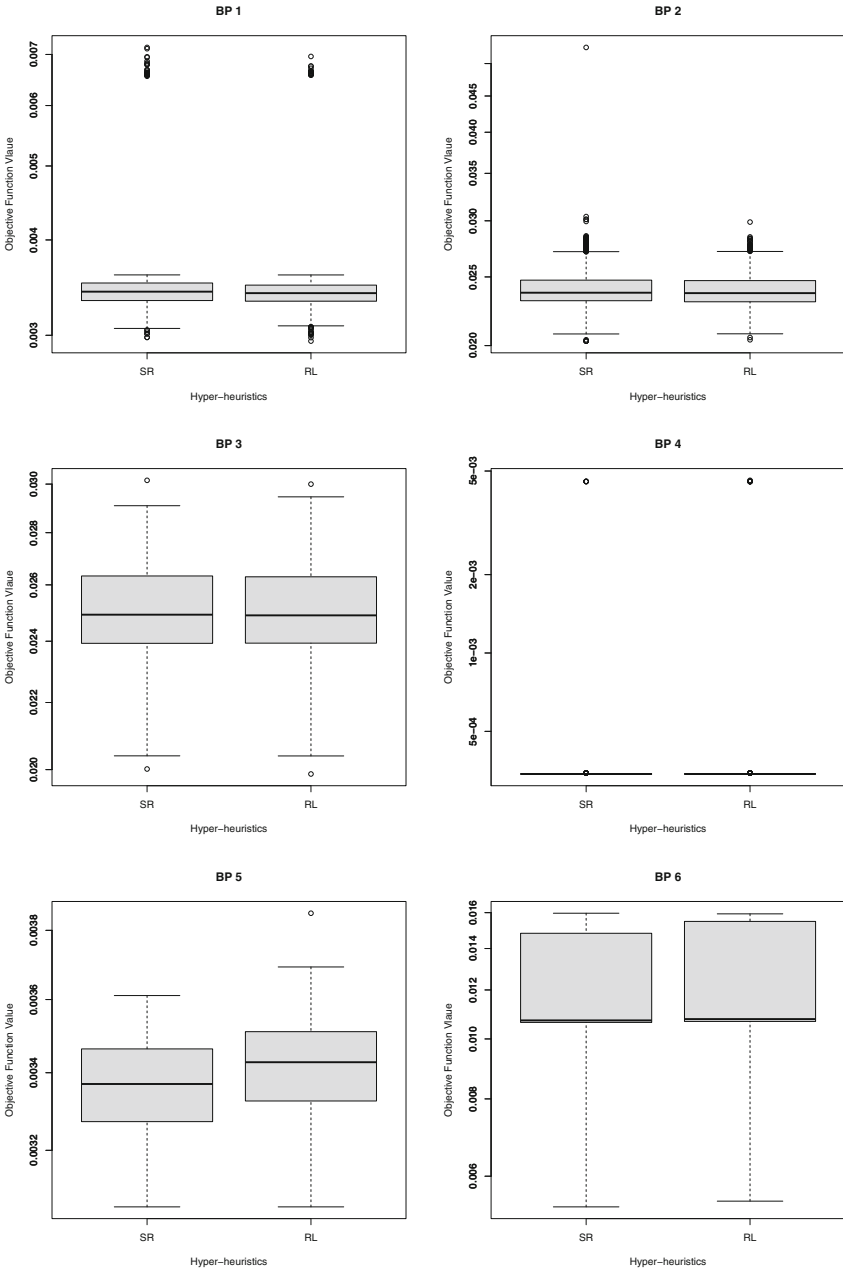 BP 1
0.007
0.006
0.005
0.004
0.003
Objective Function Vlaue
SR
RL
Hyper−heuristics
BP 2
0.045
0.040
0.035
0.030
0.025
0.020
Objective Function Vlaue
SR
RL
Hyper−heuristics
BP 3
0.030
0.028
0.026
0.024
0.022
0.020
Objective Function Vlaue
SR
RL
Hyper−heuristics
BP 4
5e−03
2e−03
1e−03
5e−04
Objective Function Value
SR
RL
Hyper−heuristics
BP 5
0.0038
0.0036
0.0034
0.0032
Objective Function Value
SR
RL
Hyper−heuristics
BP 6
0.016
0.014
0.012
0.010
0.008
0.006
Objective Function Vlaue
SR
RL
Hyper−heuristics